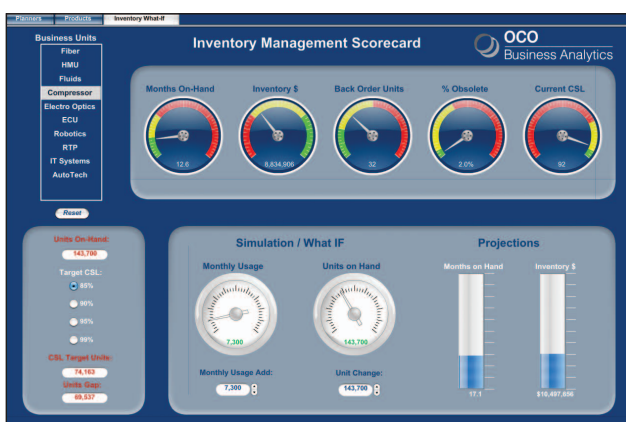 Planners Products Inventory What-If
Business Units
Fiber
HMU
Fluids
Compressor
Electro Optics
ECU
Robotics
RTP
IT Systems
AutoTech
Reset
Inventory Management Scorecard
OCO
Business Analytics
Months On-Hand Inventory $ Back Order Units % Obsolete Current CSL
12.6 8,834,906 32 2.0% 92
Units On-Hand:
143,700
Target CSL:
85%
90%
95%
99%
CSL Target Units:
74,163
Units Gap:
69,537
Simulation / What IF
Monthly Usage Units on Hand
7,300 143,700
Monthly Usage Add: Unit Change:
7,300 143,700
Projections
Months on Hand Inventory $
17.1